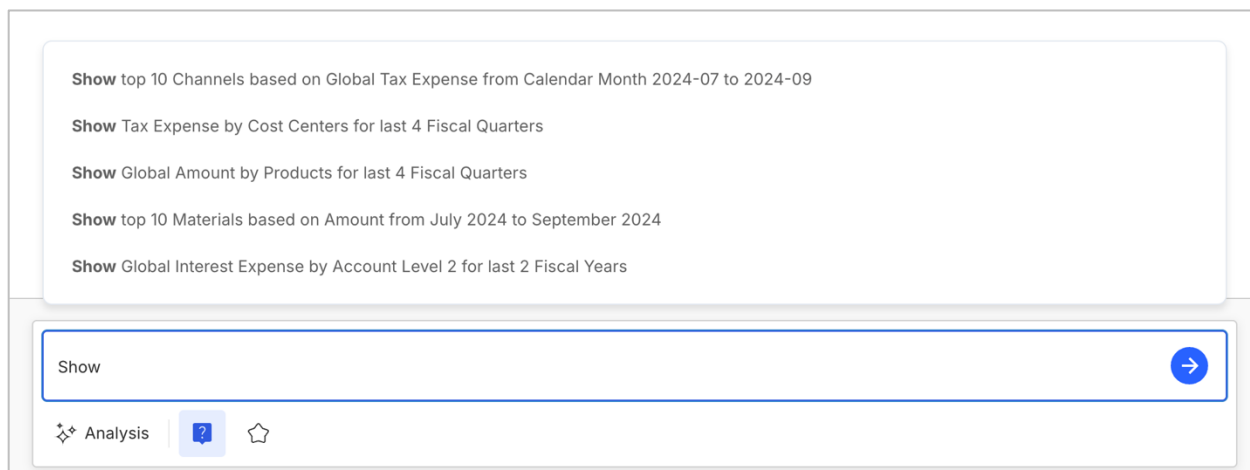 Show top 10 Channels based on Global Tax Expense from Calendar Month 2024-07 to 2024-09
Show Tax Expense by Cost Centers for last 4 Fiscal Quarters
Show Global Amount by Products for last 4 Fiscal Quarters
Show top 10 Materials based on Amount from July 2024 to September 2024
Show Global Interest Expense by Account Level 2 for last 2 Fiscal Years
Show
Analysis ?